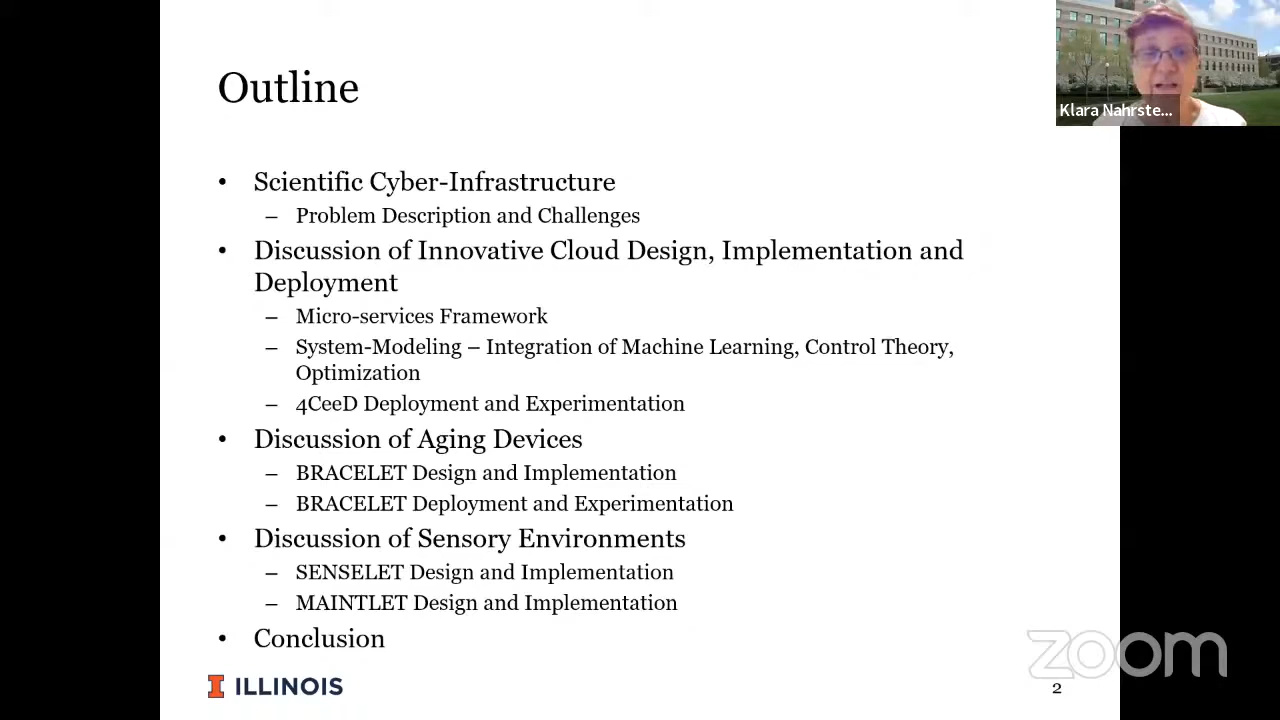 Outline
Klara Nahrste...
• Scientific Cyber-Infrastructure
– Problem Description and Challenges
• Discussion of Innovative Cloud Design, Implementation and
Deployment
– Micro-services Framework
– System-Modeling – Integration of Machine Learning, Control Theory,
Optimization
– 4CeeD Deployment and Experimentation
• Discussion of Aging Devices
– BRACELET Design and Implementation
– BRACELET Deployment and Experimentation
• Discussion of Sensory Environments
– SENSELET Design and Implementation
– MAINTLET Design and Implementation
• Conclusion
I ILLINOIS
zoom
2